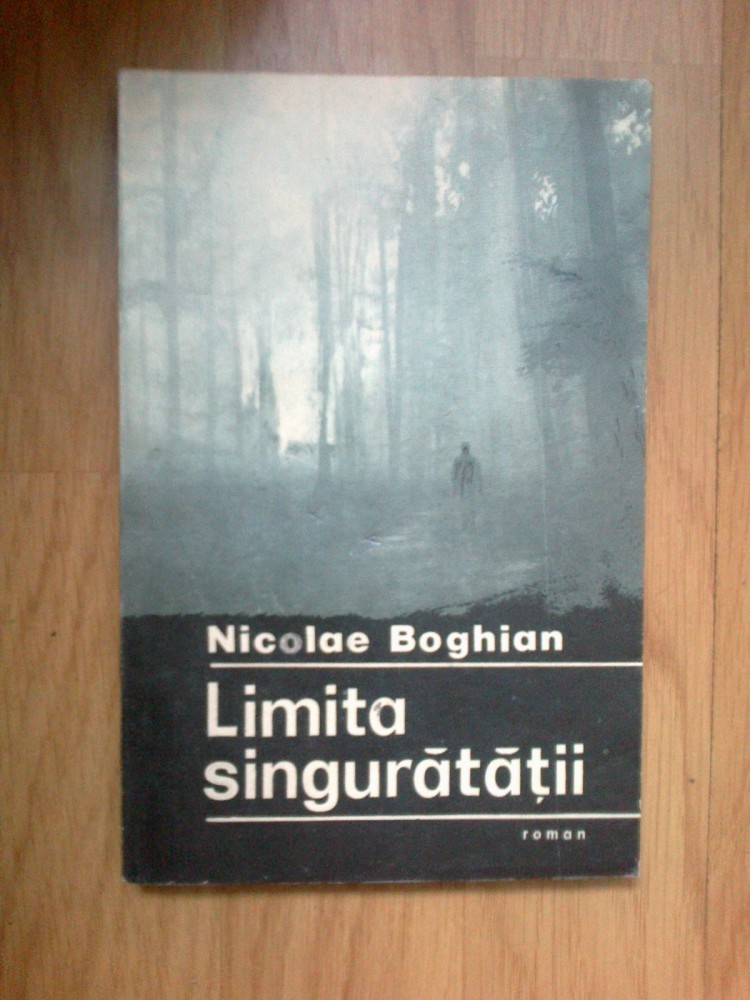 Nicolae Boghian
Limita
singurătății
roman